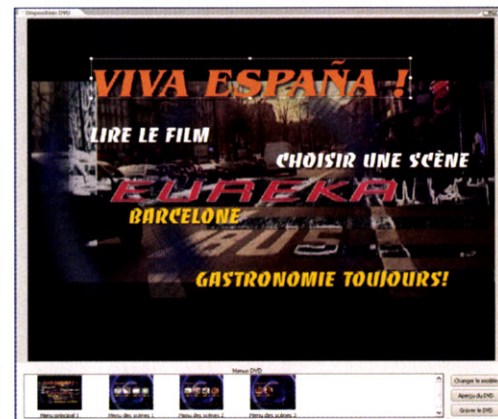 Disposition DVD
VIVA ESPAÑA !
LIRE LE FILM
CHOISIR UNE SCÈNE
EUREKA
BARCELONE
BUS
GASTRONOMIE TOUJOURS!
Menus DVD
Menu principal 1
Menu des scènes 1
Menu des scènes 2
Menu des scènes 3
Changer le modèle
Aperçu du DVD
Graver le DVD